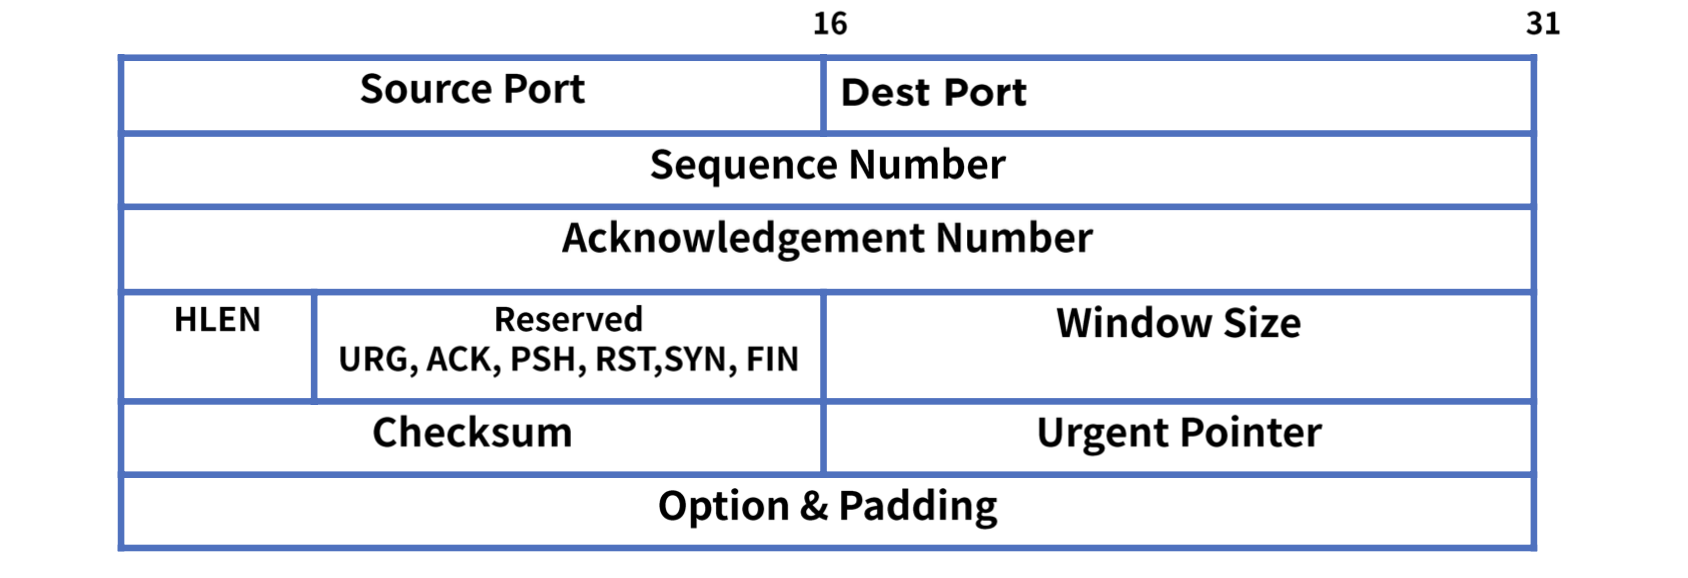 16
31
Source Port
Dest Port
Sequence Number
Acknowledgement Number
HLEN
Reserved
URG, ACK, PSH, RST,SYN, FIN
Window Size
Checksum
Urgent Pointer
Option & Padding